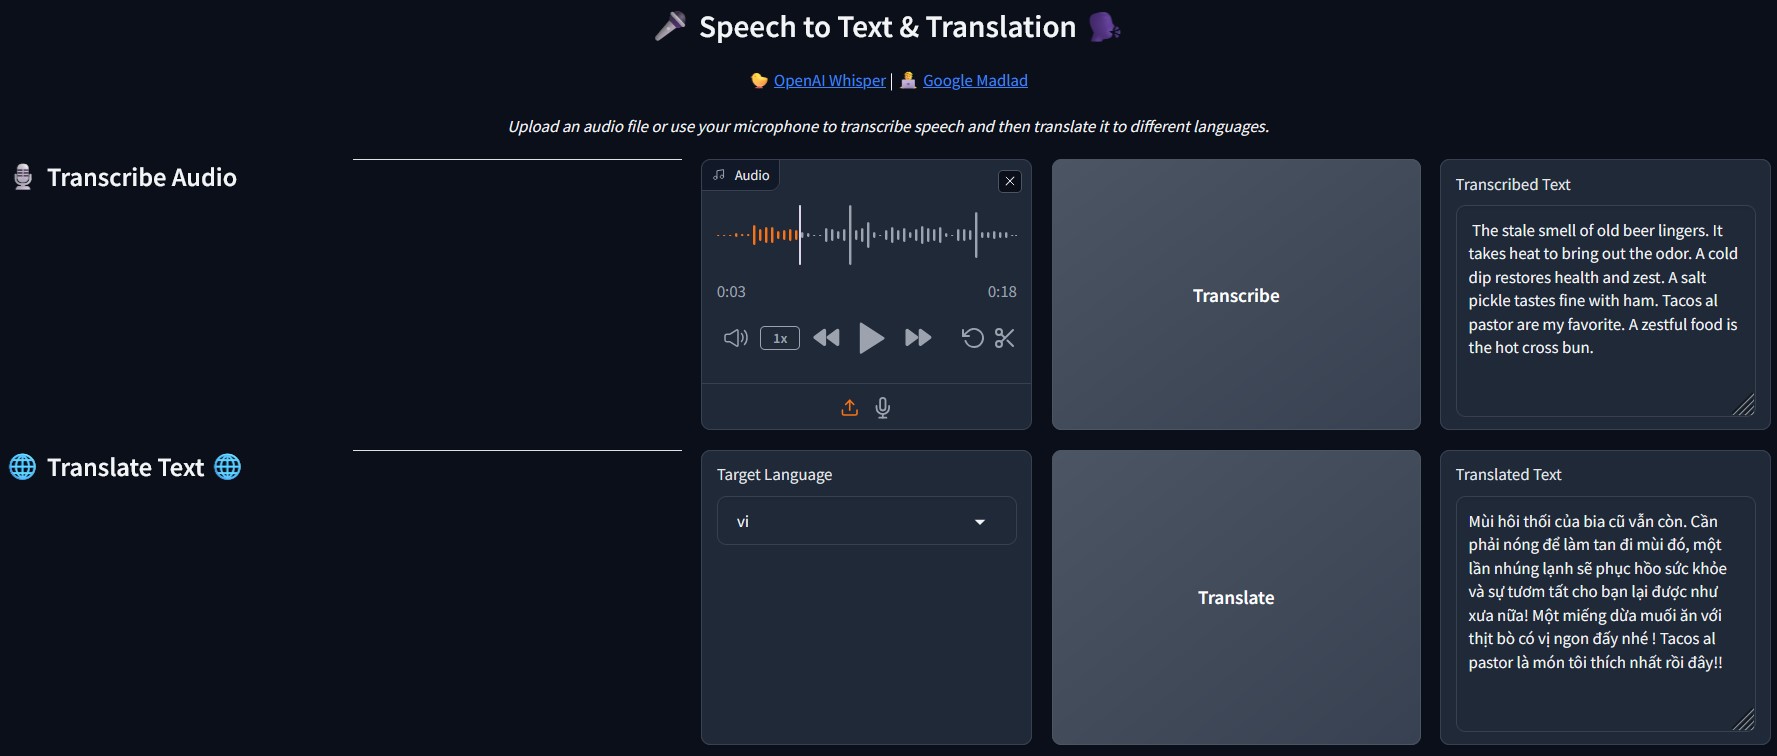 Speech to Text & Translation
OpenAI Whisper | Google Madlad
Upload an audio file or use your microphone to transcribe speech and then translate it to different languages.
Transcribe Audio
Audio
0:03
0:18
1x
Transcribe
Transcribed Text
The stale smell of old beer lingers. It
takes heat to bring out the odor. A cold
dip restores health and zest. A salt
pickle tastes fine with ham. Tacos al
pastor are my favorite. A zestful food is
the hot cross bun.
Translate Text
Target Language
vi
Translate
Translated Text
Mùi hôi thối của bia cũ vẫn còn. Cần
phải nóng để làm tan đi mùi đó, một
lần nhúng lạnh sẽ phục hồo sức khỏe
và sự tươm tất cho bạn lại được như
xưa nữa! Một miếng dừa muối ăn với
thịt bò có vị ngon đấy nhé ! Tacos al
pastor là món tôi thích nhất rồi đây!!